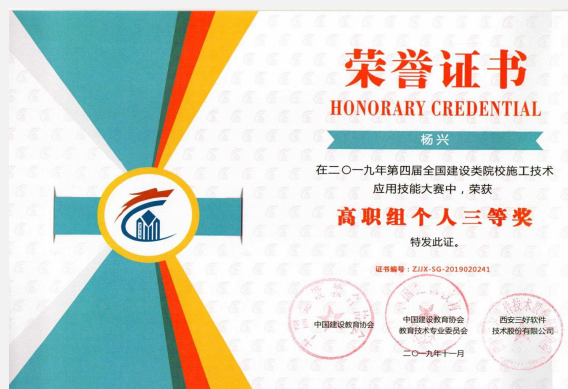 荣誉证书
HONORARY CREDENTIAL
杨兴
在二〇一九年第四届全国建设类院校施工技术
应用技能大赛中，荣获
高职组个人三等奖
特发此证。
证书编号：ZJJX-SG-2019020241
中国建设教育协会
中国建设教育协会
教育技术专业委员会
西安三好软件
技术股份有限公司
二〇一九年十一月